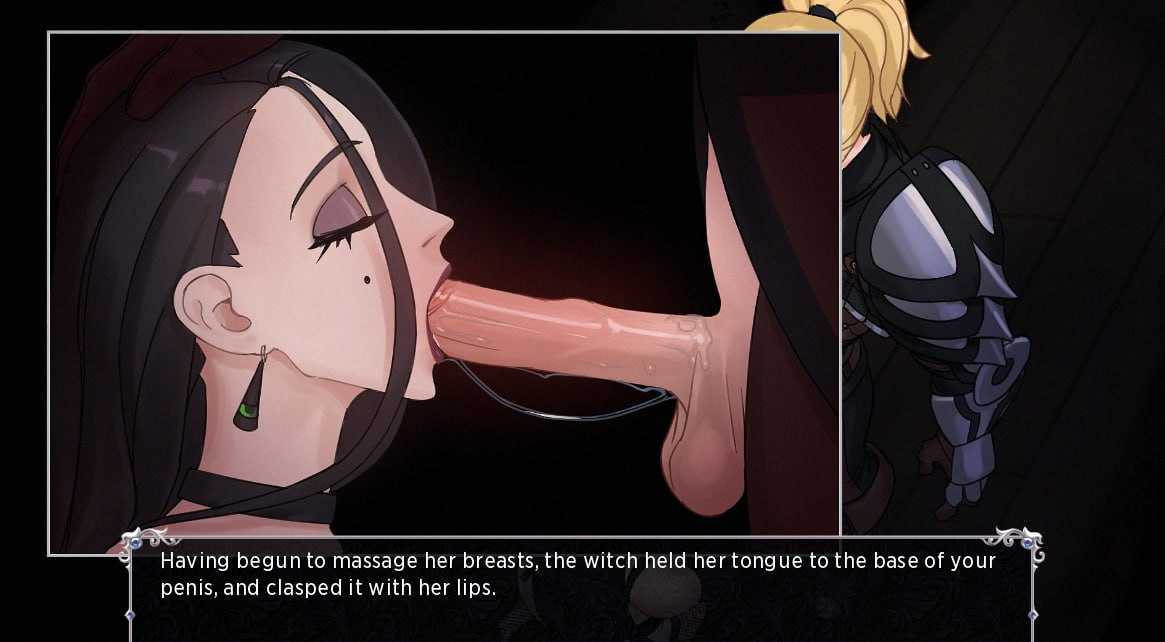 Having begun to massage her breasts, the witch held her tongue to the base of your
penis, and clasped it with her lips.